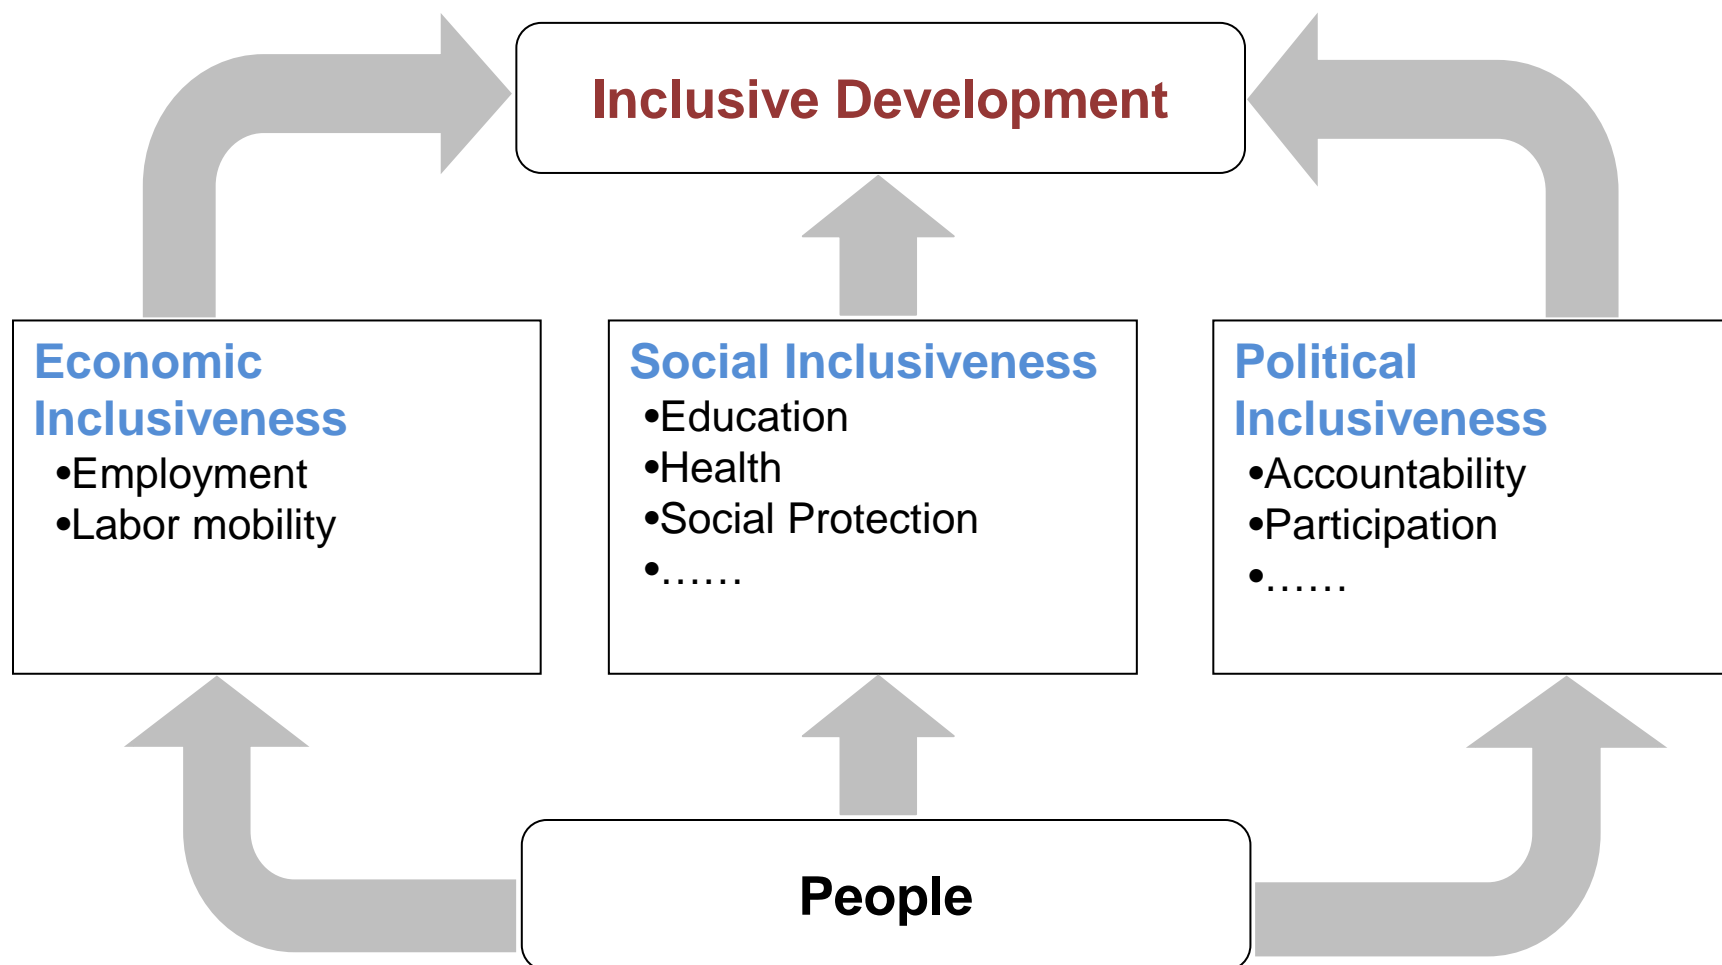 Inclusive Development
Economic
Inclusiveness
•Employment
•Labor mobility
Social Inclusiveness
•Education
•Health
•Social Protection
•……
Political
Inclusiveness
•Accountability
•Participation
•……
People